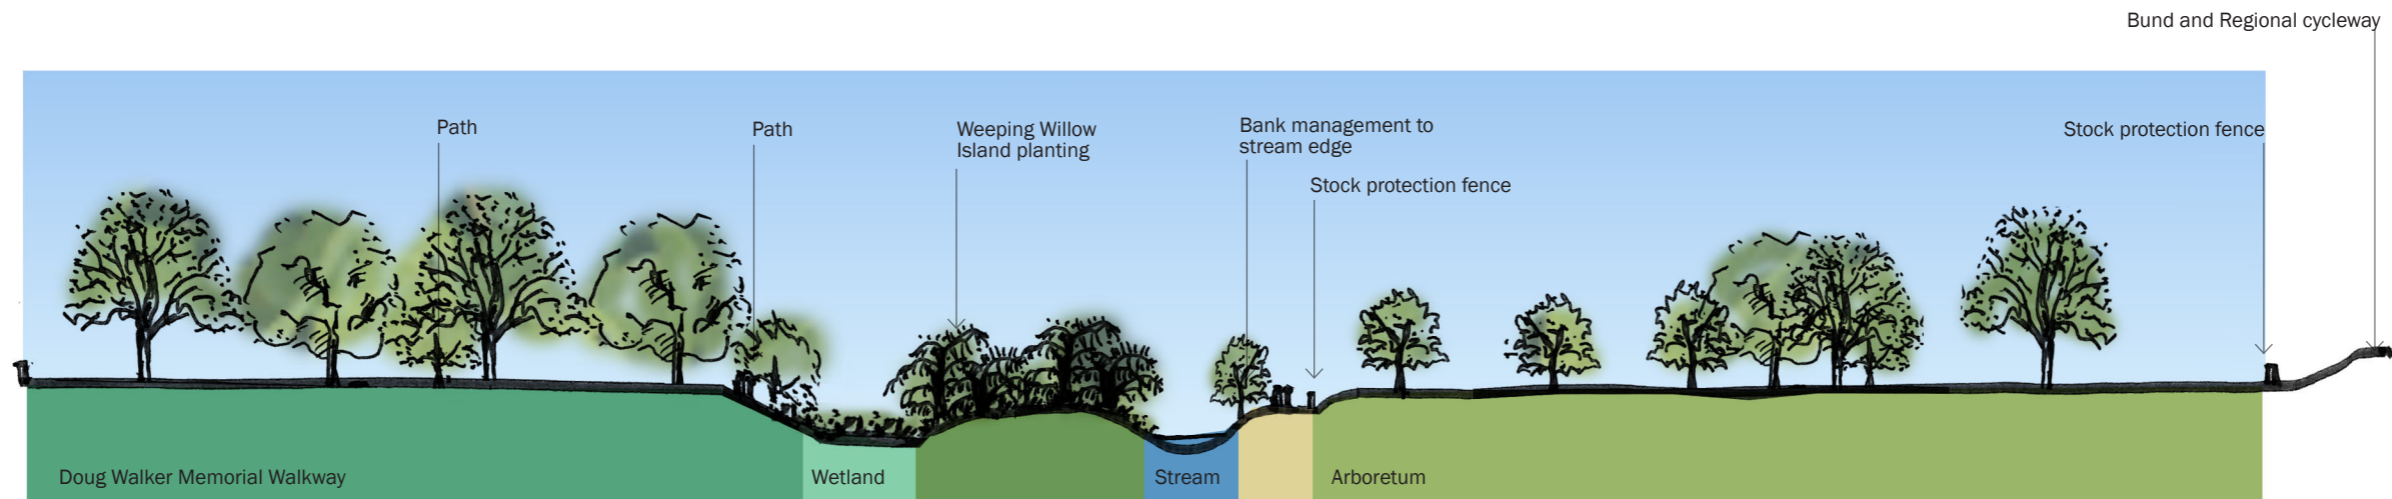 Bund and Regional cycleway
Path
Path
Weeping Willow
Island planting
Bank management to
stream edge
Stock protection fence
Stock protection fence
Doug Walker Memorial Walkway
Wetland
Stream
Arboretum